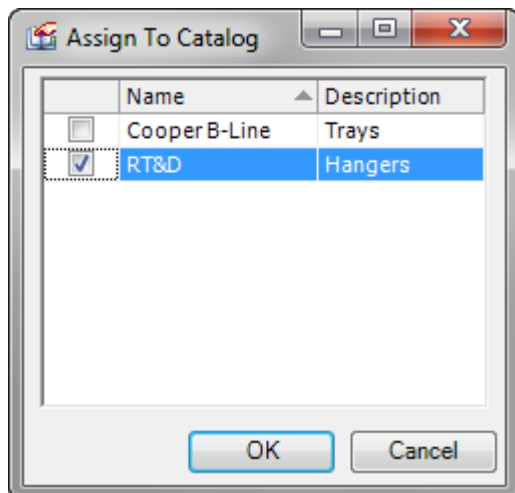 Assign To Catalog
Name Description
Cooper B-Line Trays
RT&D Hangers
OK Cancel